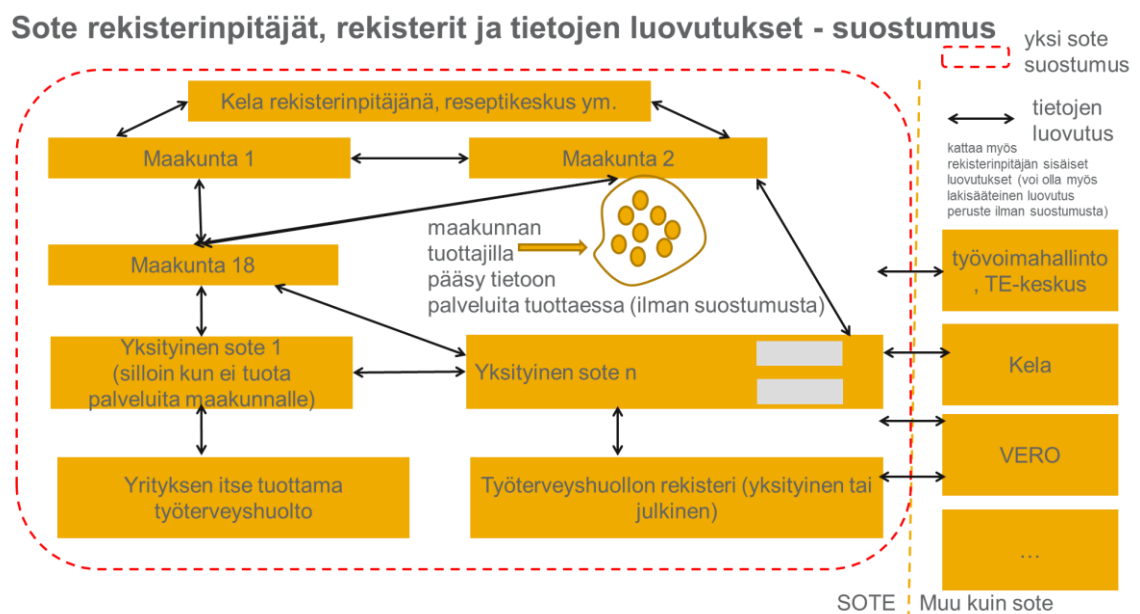 Sote rekisterinpitäjät, rekisterit ja tietojen luovutukset - suostumus
yksi sote
suostumus
tietojen
luovutus
kattaa myös
rekisterinpitäjän sisäiset
luovutukset (voi olla myös
lakisääteinen luovutus
peruste ilman suostumusta)
Kela rekisterinpitäjänä, reseptikeskus ym.
Maakunta 1
Maakunta 2
maakunnan
tuottajilla
pääsy tietoon
palveluita tuottaessa (ilman suostumusta)
Maakunta 18
Yksityinen sote 1
(silloin kun ei tuota
palveluita maakunnalle)
Yksityinen sote n
Yrityksen itse tuottama
työterveyshuolto
Työterveyshuollon rekisteri (yksityinen tai
julkinen)
työvoimahallinto
, TE-keskus
Kela
VERO
…
SOTE
Muu kuin sote